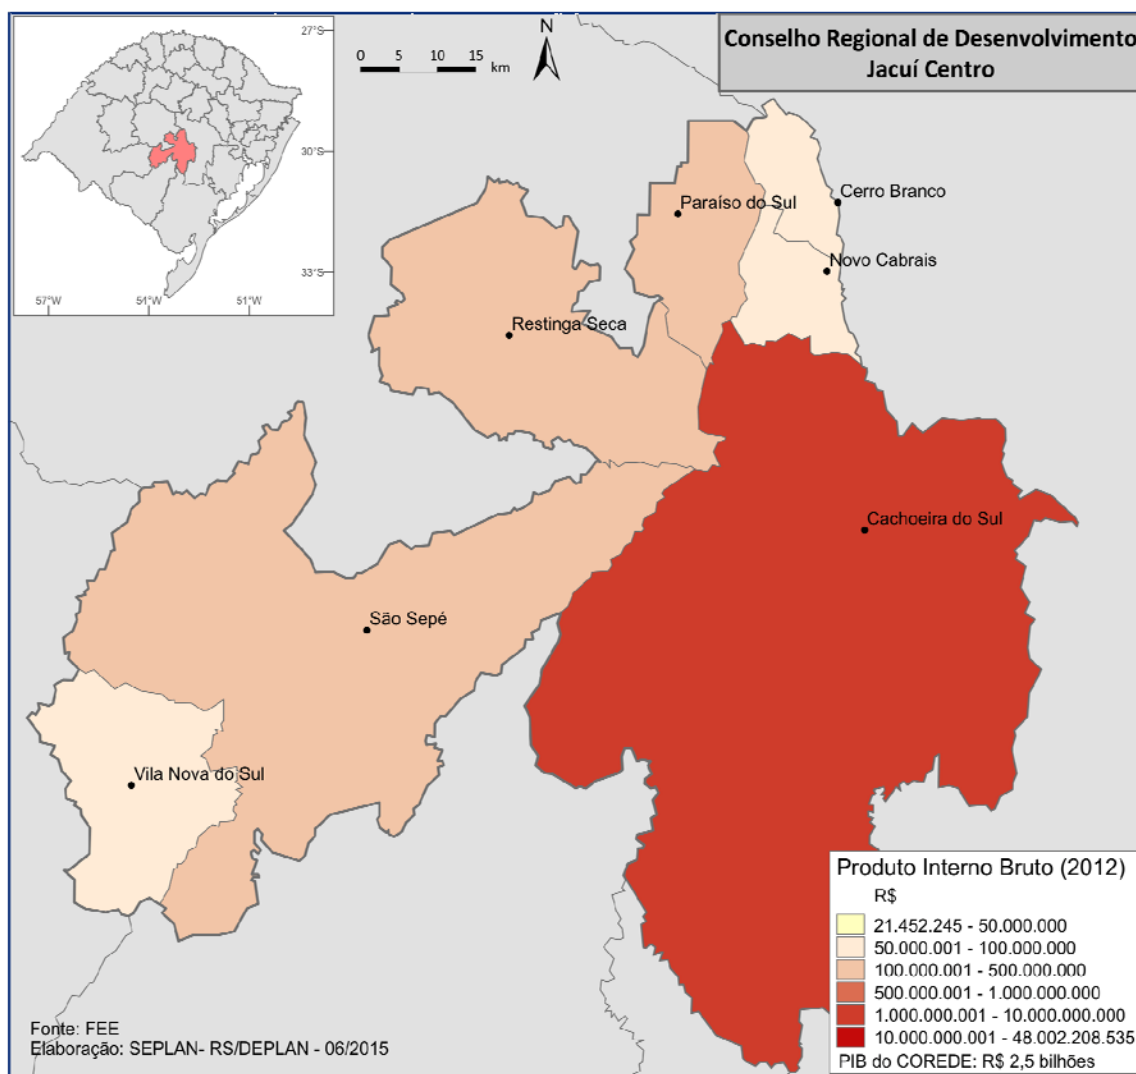 Conselho Regional de Desenvolvimento
Jacuí Centro
27°S
30°S
33°S
57°W
54°W
51°W
0 5 10 15
km
N
Cerro Branco
Paraíso do Sul
Novo Cabrais
Restinga Seca
Cachoeira do Sul
São Sepé
Vila Nova do Sul
Produto Interno Bruto (2012)
R$
21.452.245 - 50.000.000
50.000.001 - 100.000.000
100.000.001 - 500.000.000
500.000.001 - 1.000.000.000
1.000.000.001 - 10.000.000.000
10.000.000.001 - 48.002.208.535
PIB do COREDE: R$ 2,5 bilhões
Fonte: FEE
Elaboração: SEPLAN- RS/DEPLAN - 06/2015